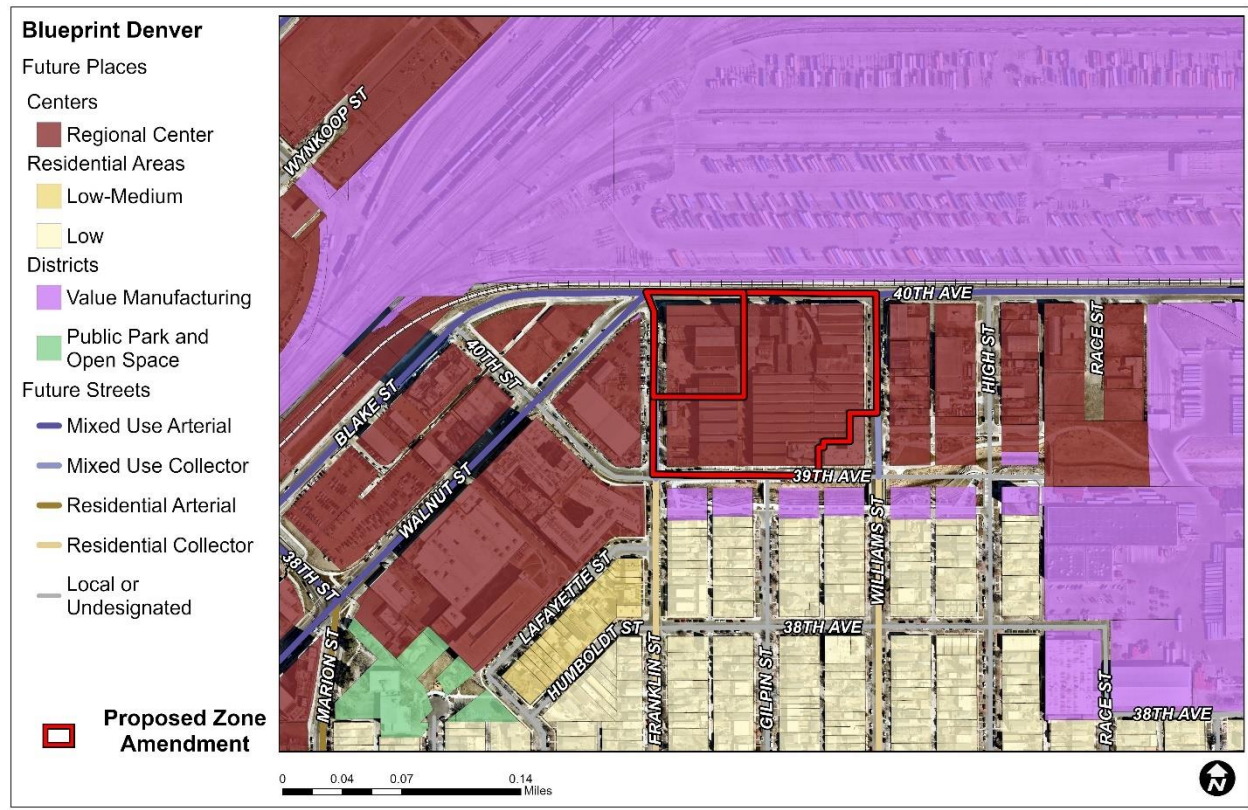 Blueprint Denver
Future Places
Centers
Regional Center
Residential Areas
Low-Medium
Low
Districts
Value Manufacturing
Public Park and
Open Space
Future Streets
Mixed Use Arterial
Mixed Use Collector
Residential Arterial
Residential Collector
Local or
Undesignated
Proposed Zone
Amendment
WYNKOOP ST
40TH AVE
40TH ST
BLAKE ST
HIGH ST
RACE ST
WALNUT ST
39TH AVE
38TH ST
LAFAYETTE ST
WILLIAMS ST
MARION ST
HUMBOLDT ST
FRANKLIN ST
38TH AVE
GILPIN ST
RACE ST
38TH AVE
0 0.04 0.07 0.14
Miles
N